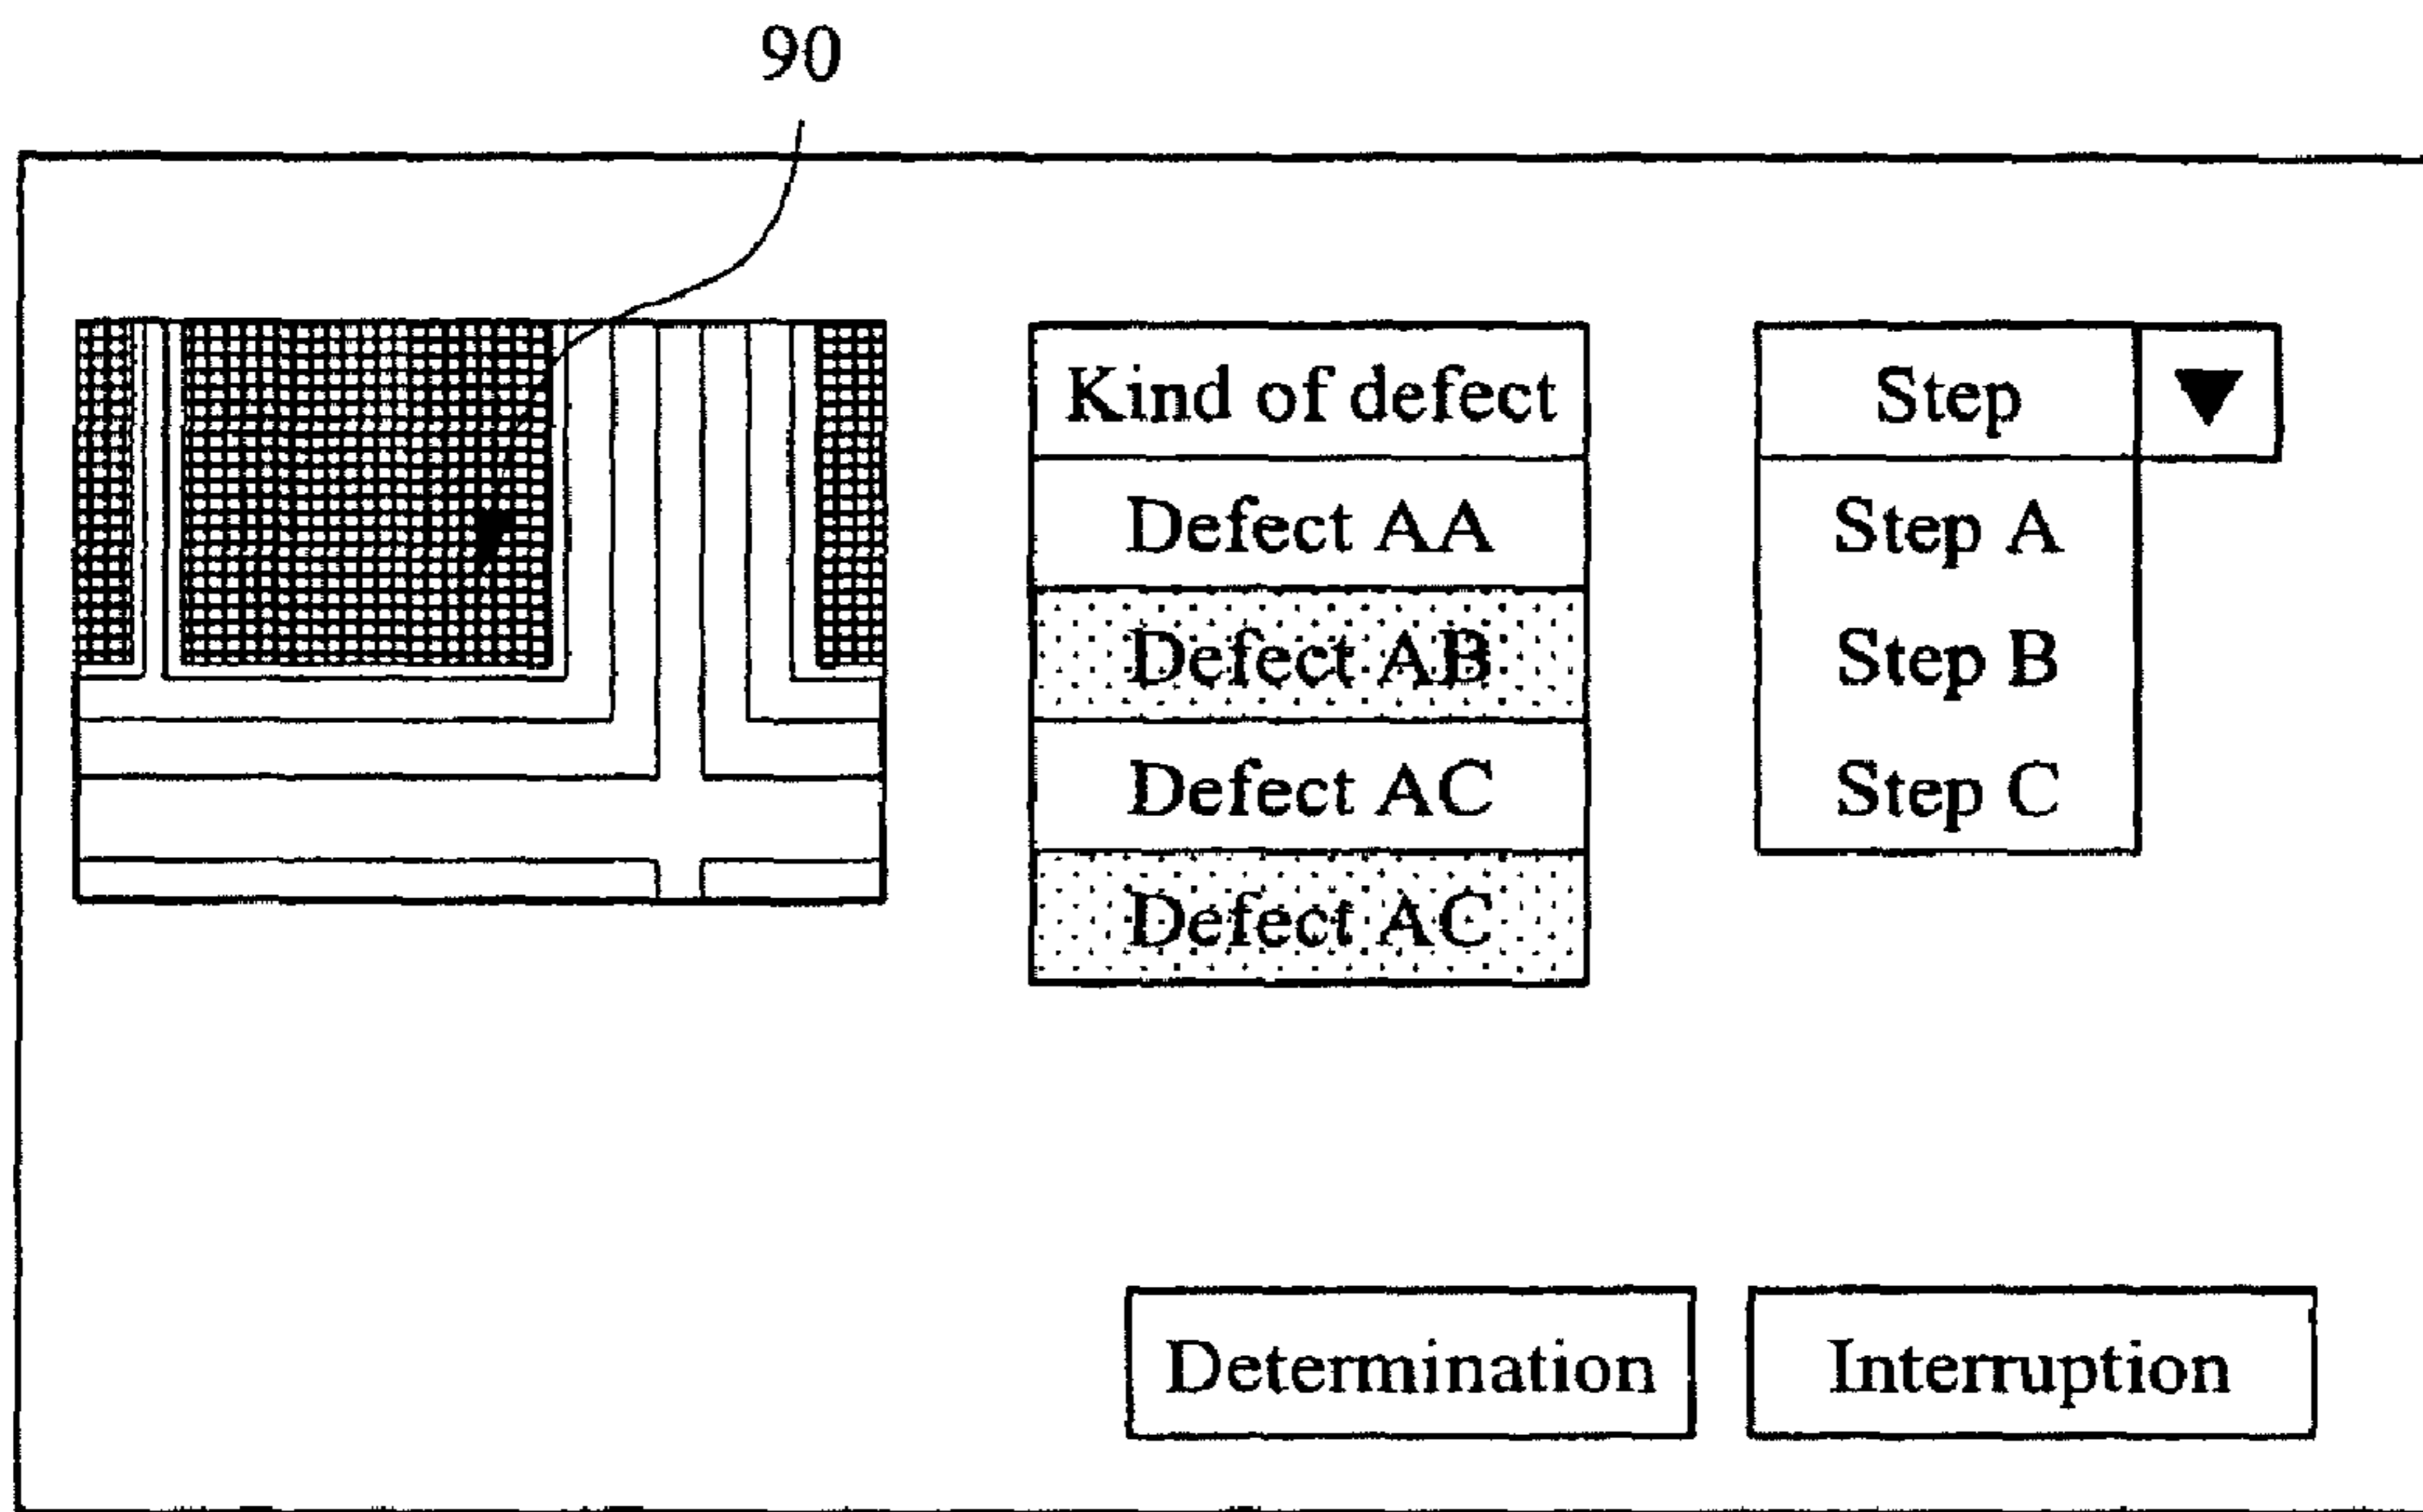 90
Kind of defect
Defect AA
Defect AB
Defect AC
Defect AC
Step
Step A
Step B
Step C
Determination
Interruption